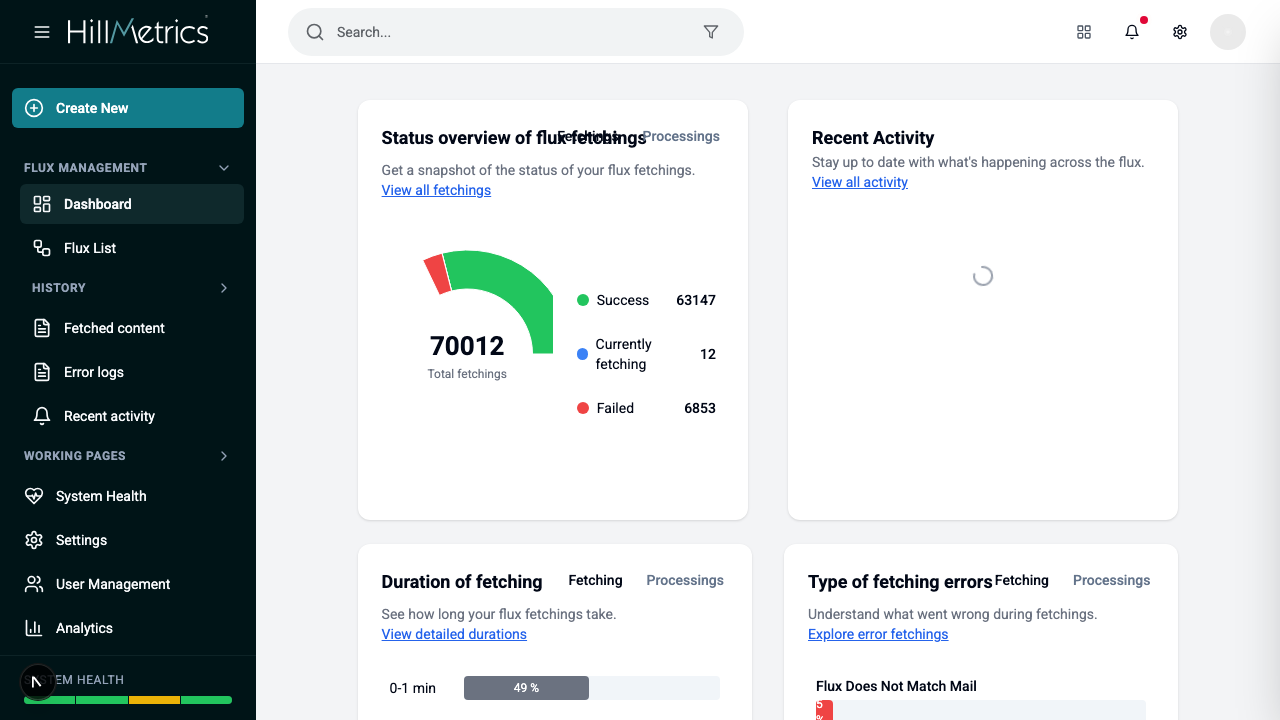 HillMetrics
Search...
Create New
FLUX MANAGEMENT
Dashboard
Flux List
HISTORY
Fetched content
Error logs
Recent activity
WORKING PAGES
System Health
Settings
User Management
Analytics
HEALTH
Status overview of flux fetchings
Fetchings
Processings
Get a snapshot of the status of your flux fetchings.
View all fetchings
70012
Total fetchings
Success 63147
Currently
fetching 12
Failed 6853
Recent Activity
Stay up to date with what's happening across the flux.
View all activity
Duration of fetching Fetching Processings
See how long your flux fetchings take.
View detailed durations
0-1 min 49 %
Type of fetching errors Fetching Processings
Understand what went wrong during fetchings.
Explore error fetchings
Flux Does Not Match Mail
5
%